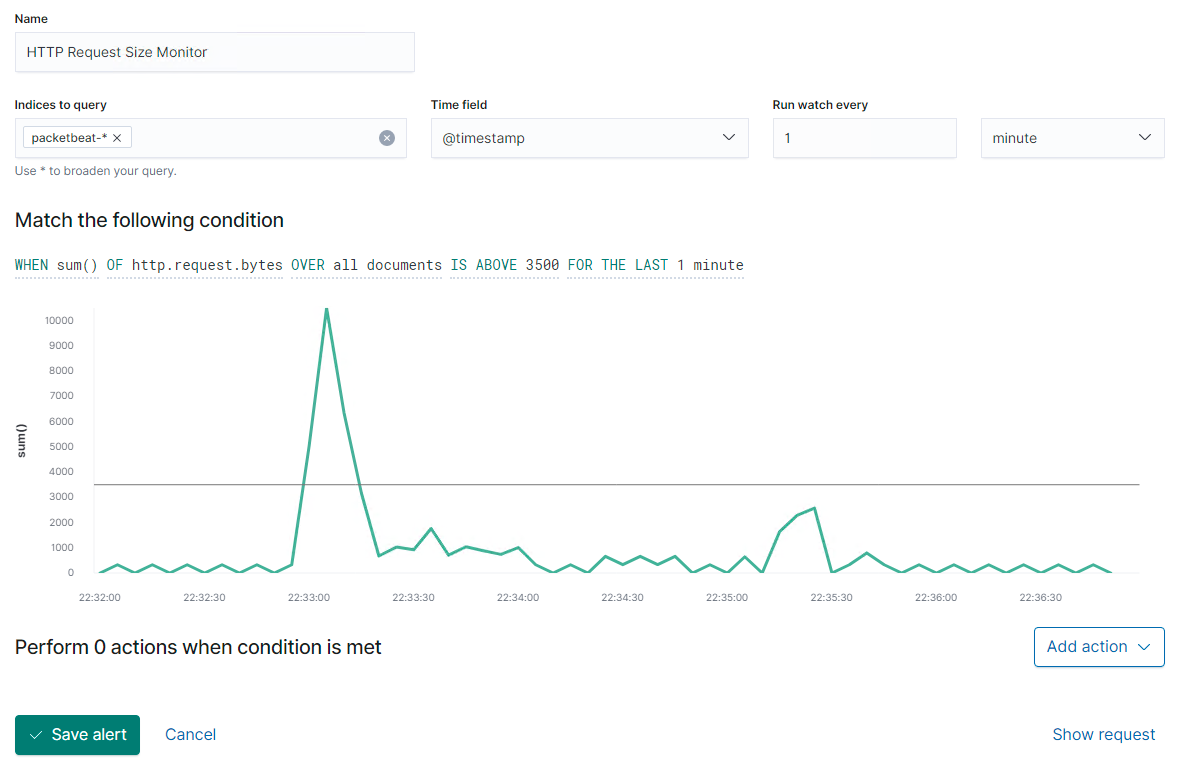 Name
HTTP Request Size Monitor
Indices to query
Time field
Run watch every
packetbeat-*
@timestamp
1
minute
Use * to broaden your query.
Match the following condition
WHEN sum() OF http.request.bytes OVER all documents IS ABOVE 3500 FOR THE LAST 1 minute
sum()
10000
9000
8000
7000
6000
5000
4000
3000
2000
1000
0
22:32:00 22:32:30 22:33:00 22:33:30 22:34:00 22:34:30 22:35:00 22:35:30 22:36:00 22:36:30
Perform 0 actions when condition is met
Add action
Save alert
Cancel
Show request